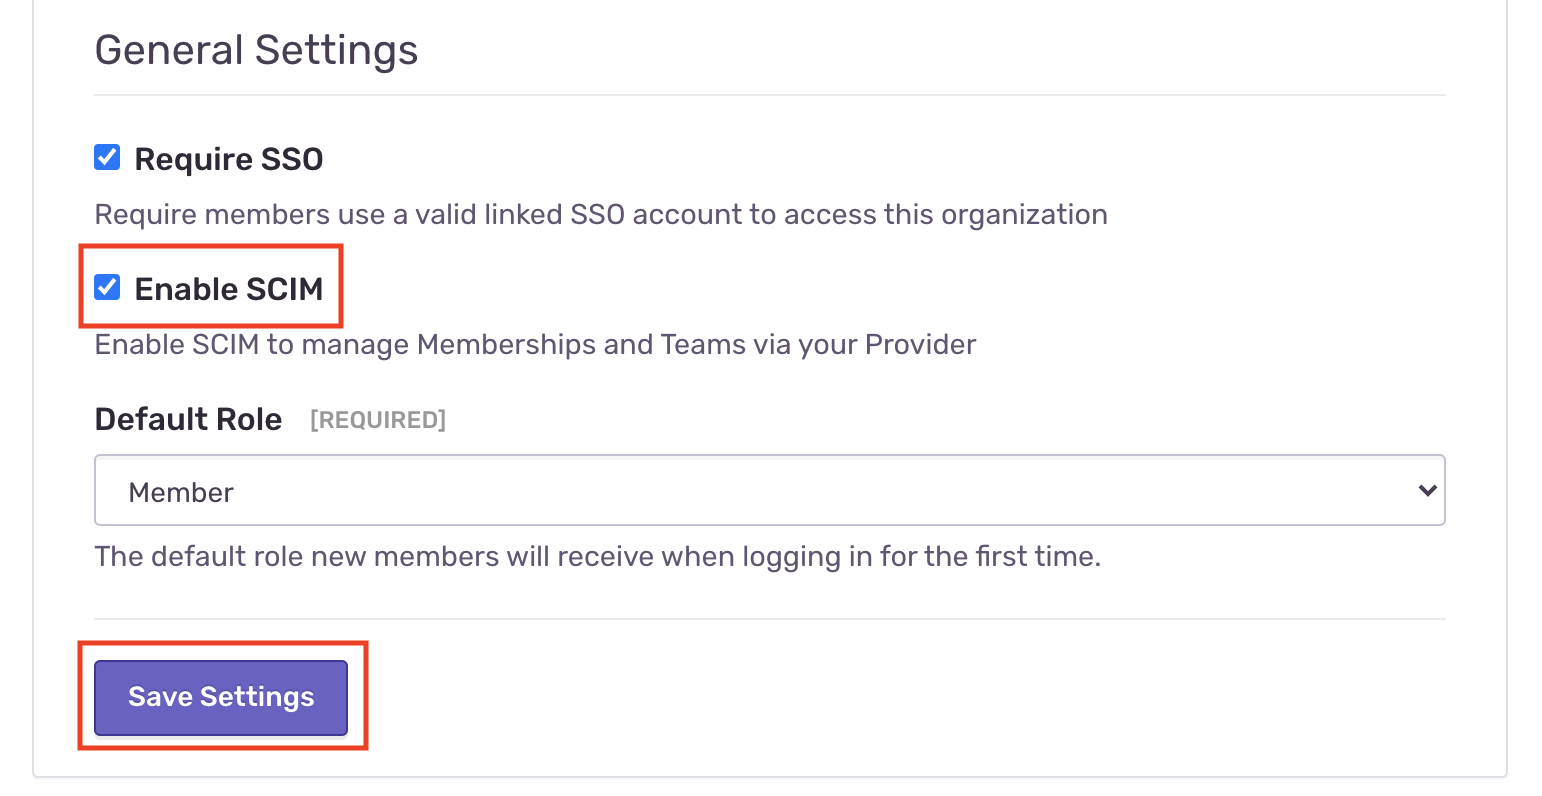 General Settings
Require SSO
Require members use a valid linked SSO account to access this organization
Enable SCIM
Enable SCIM to manage Memberships and Teams via your Provider
Default Role [REQUIRED]
Member
The default role new members will receive when logging in for the first time.
Save Settings